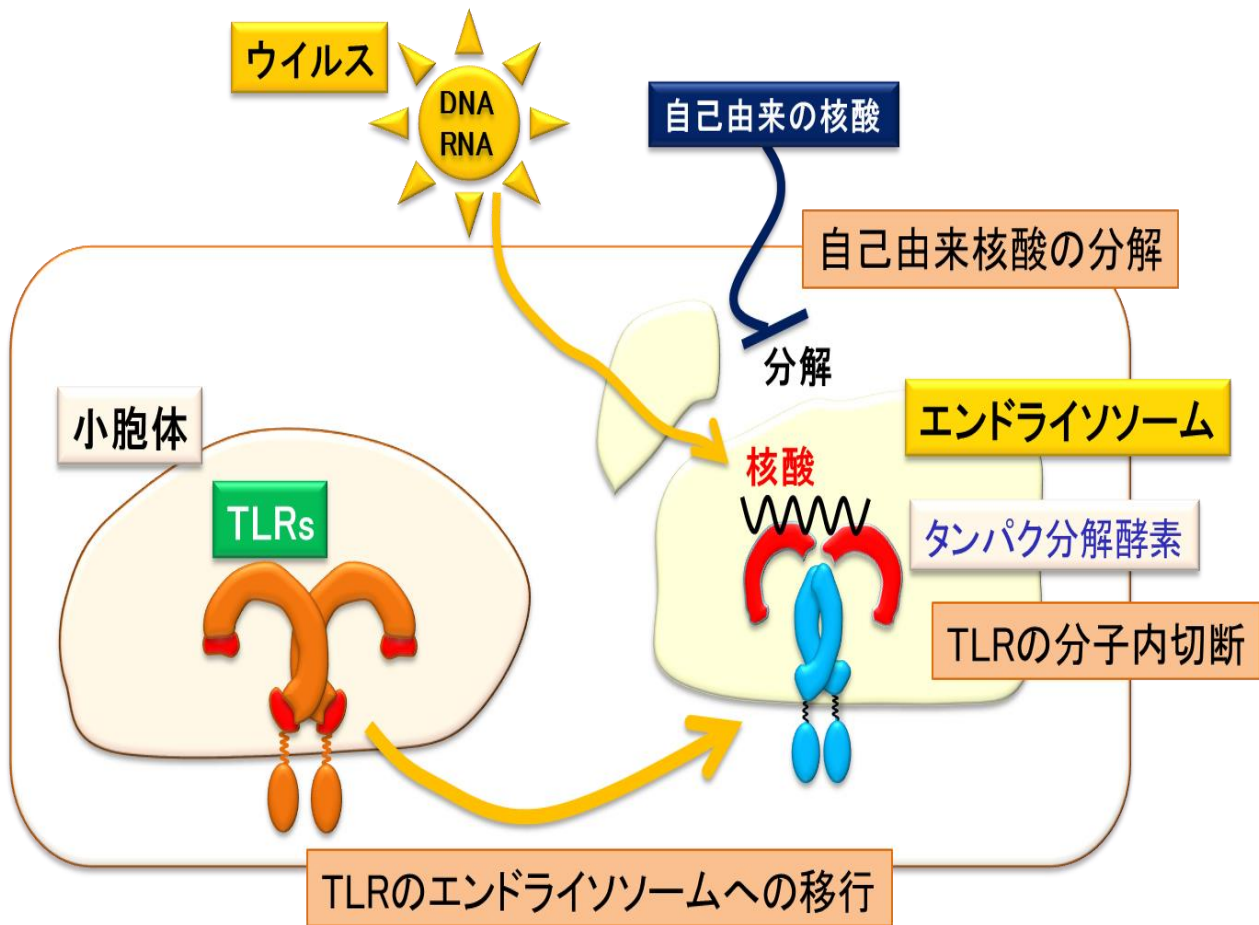 ウイルス
DNA
RNA
自己由来の核酸
自己由来核酸の分解
分解
小胞体
エンドライソソーム
核酸
TLRs
タンパク分解酵素
TLRの分子内切断
TLRのエンドライソソームへの移行